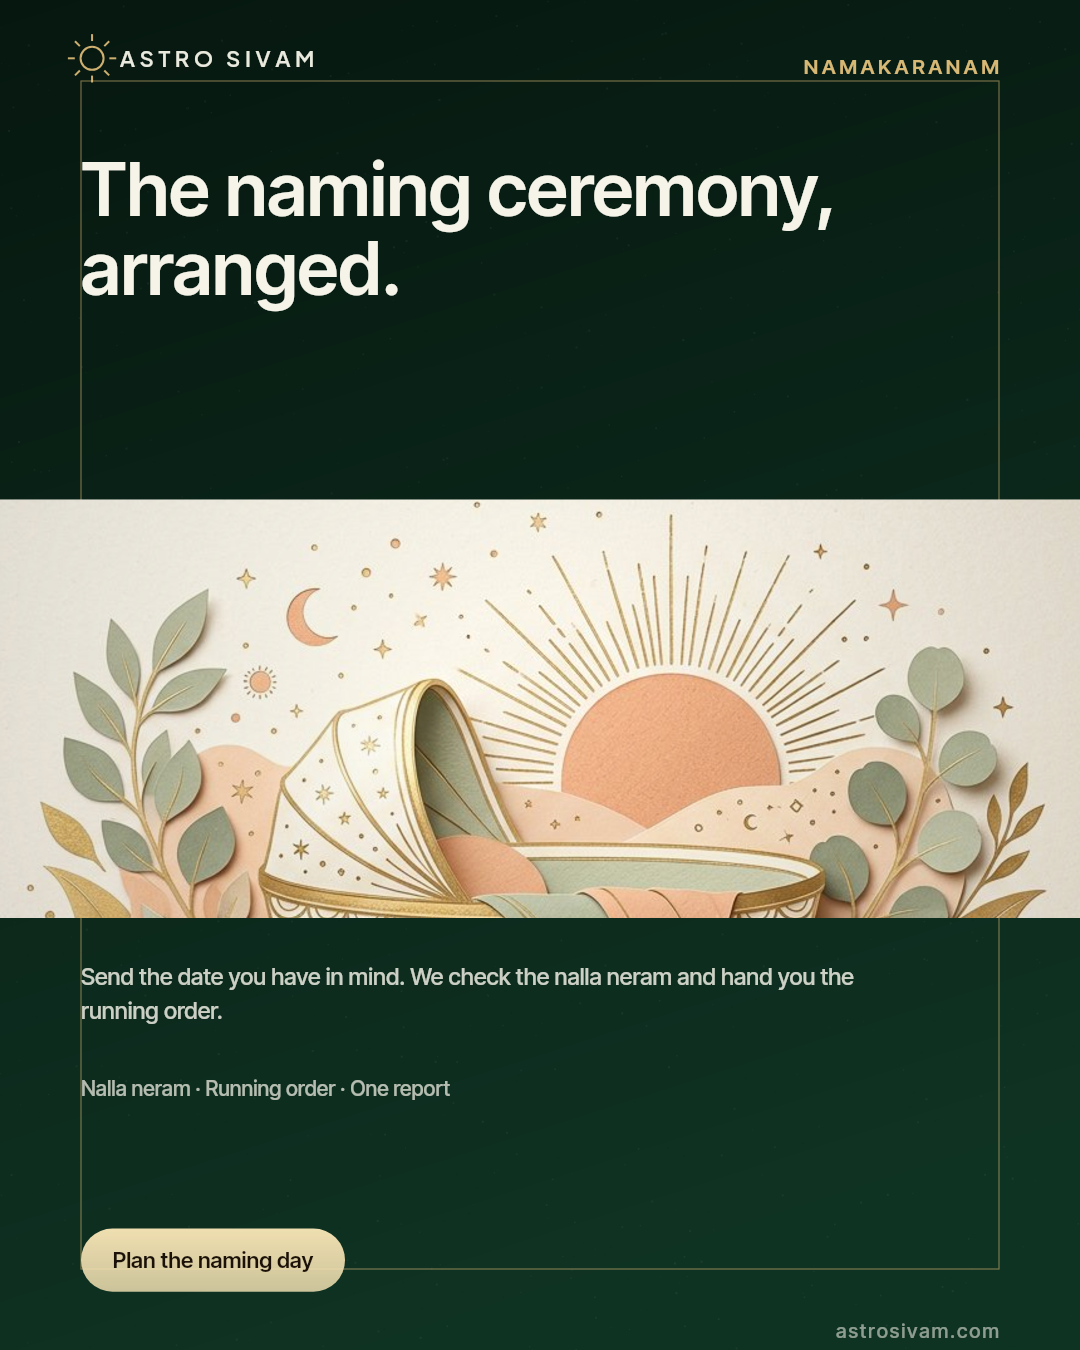 ASTRO SIVAM
NAMAKARANAM
The naming ceremony,
arranged.
Send the date you have in mind. We check the nalla neram and hand you the
running order.
Nalla neram · Running order · One report
Plan the naming day
astrosivam.com